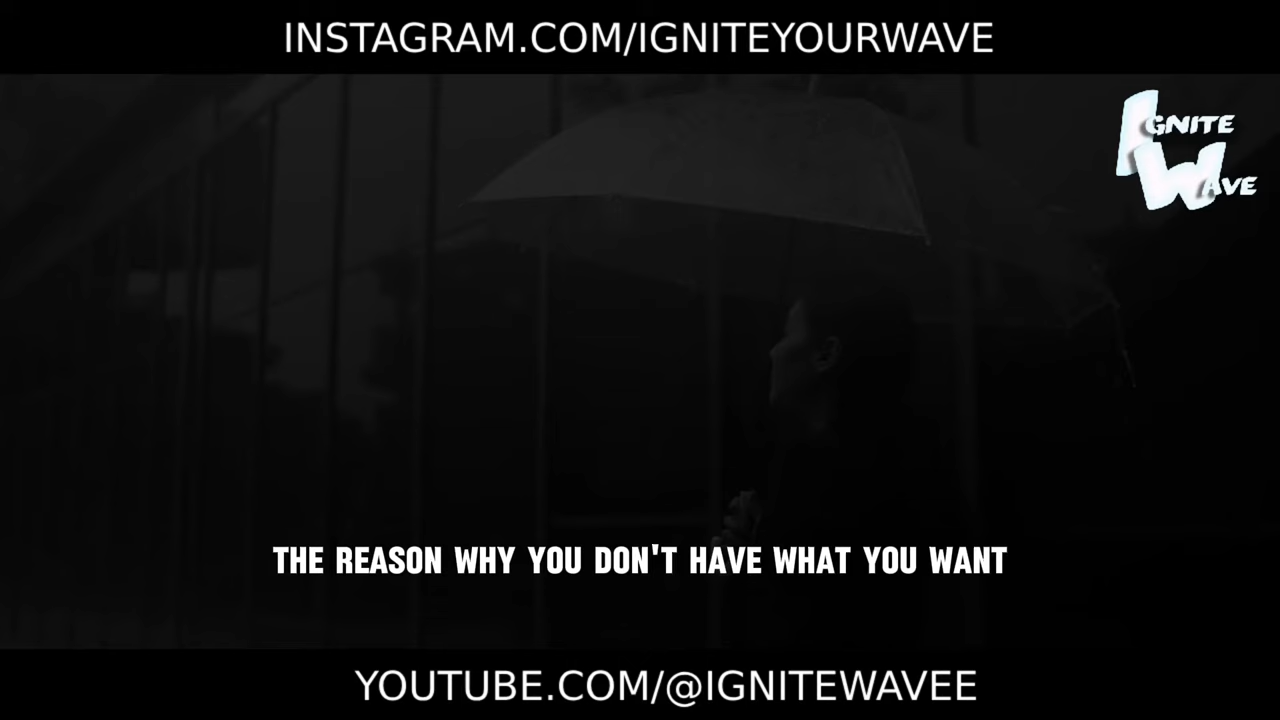 INSTAGRAM.COM/IGNITEYOURWAVE
IGNITE
WAVE
THE REASON WHY YOU DON'T HAVE WHAT YOU WANT
YOUTUBE.COM/@IGNITEWAVEE